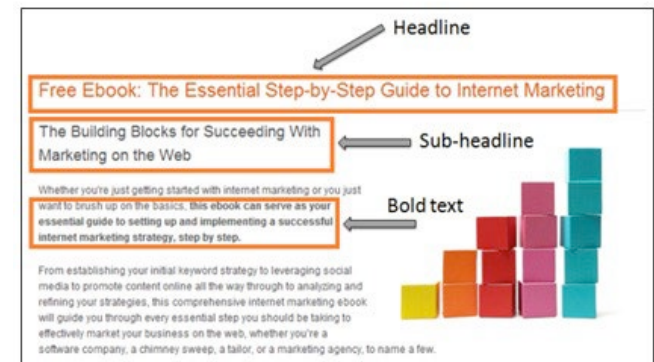 Headline
Free Ebook: The Essential Step-by-Step Guide to Internet Marketing
The Building Blocks for Succeeding With
Marketing on the Web
Sub-headline
Whether you're just getting started with internet marketing or you just
want to brush up on the basics, this ebook can serve as your
essential guide to setting up and implementing a successful
internet marketing strategy, step by step.
Bold text
From establishing your initial keyword strategy to leveraging social
media to promote content online all the way through to analyzing and
refining your strategies, this comprehensive internet marketing ebook
will guide you through every essential step you should be taking to
effectively market your business on the web, whether you're a
software company, a chimney sweep, a tailor, or a marketing agency, to name a few.